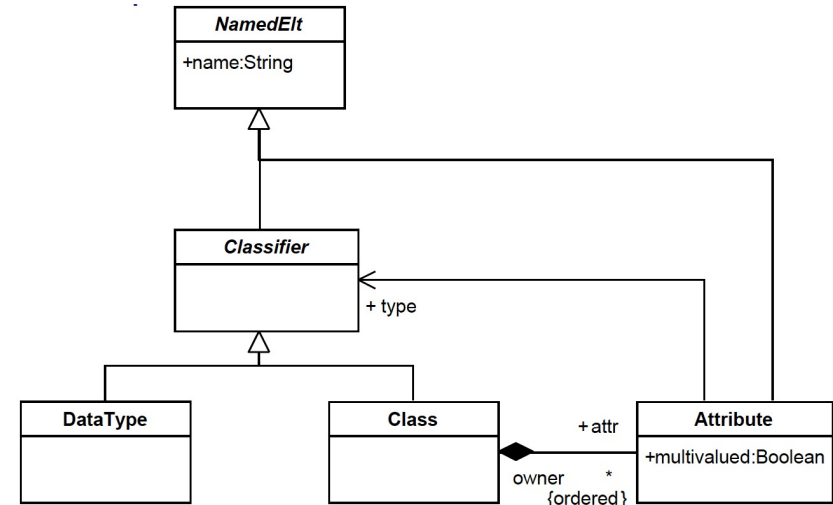 NamedElt
+name:String
Classifier
+ type
DataType
Class
+attr
Attribute
+multivalued:Boolean
owner *
{ordered}